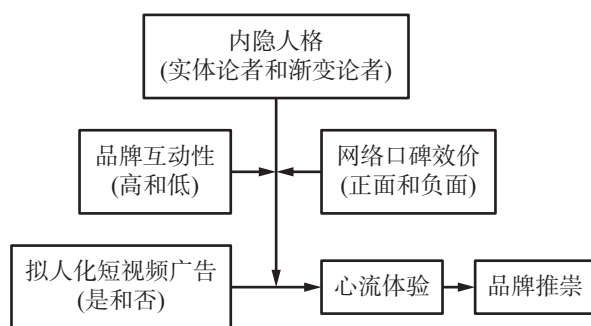 内隐人格
(实体论者和渐变论者)
品牌互动性
(高和低)
网络口碑效价
(正面和负面)
拟人化短视频广告
(是和否)
心流体验
品牌推崇